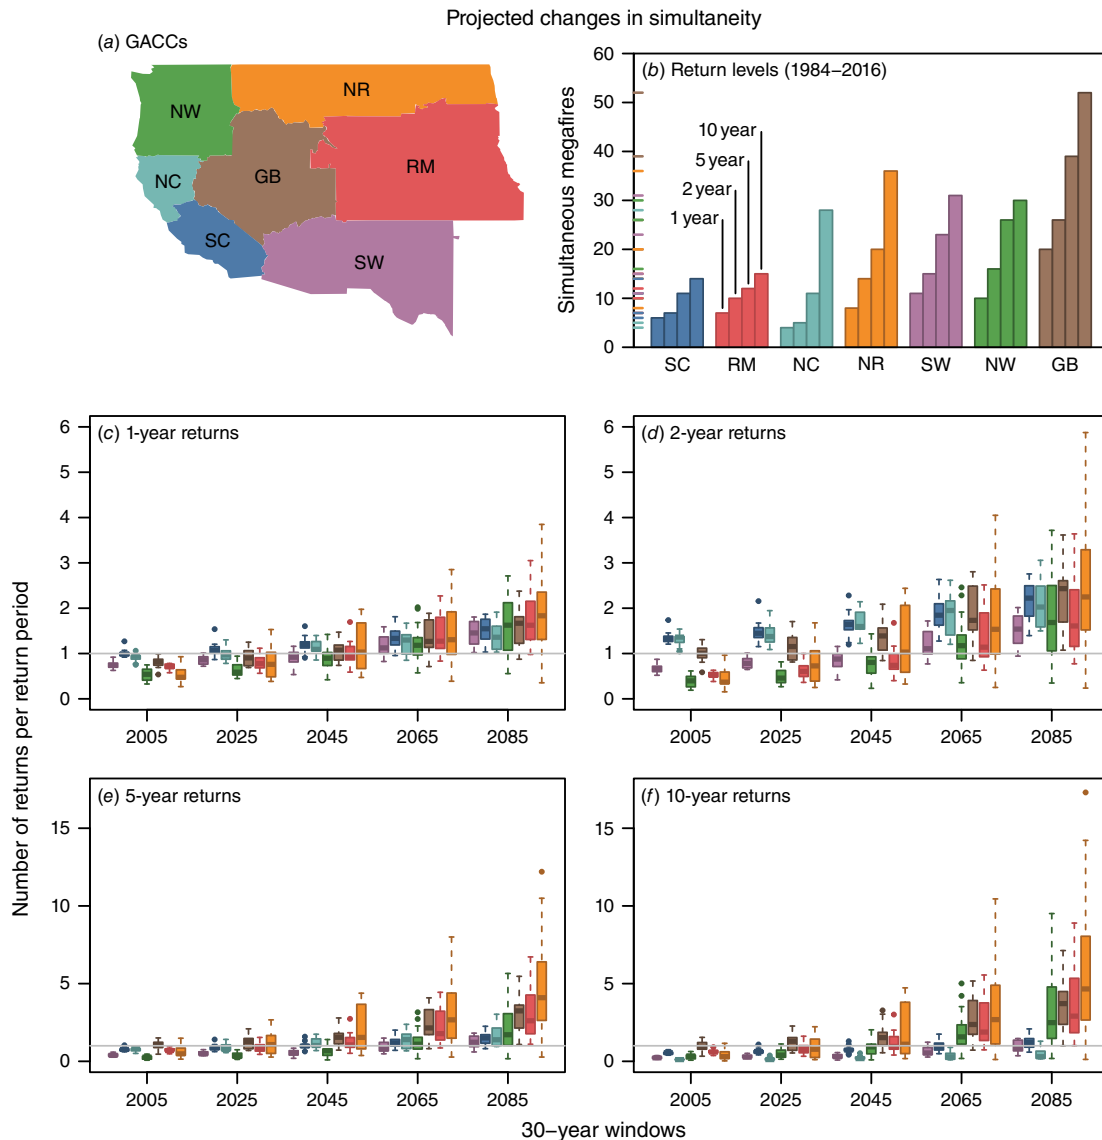 Projected changes in simultaneity
(a) GACCs
NW
NR
NC
GB
RM
SC
SW
(b) Return levels (1984–2016)
Simultaneous megafires
60
50
40
30
20
10
0
10 year
5 year
2 year
1 year
SC RM NC NR SW NW GB
Number of returns per return period
(c) 1-year returns
6
5
4
3
2
1
0
2005 2025 2045 2065 2085
(d) 2-year returns
6
5
4
3
2
1
0
2005 2025 2045 2065 2085
(e) 5-year returns
15
10
5
0
2005 2025 2045 2065 2085
(f) 10-year returns
15
10
5
0
2005 2025 2045 2065 2085
30–year windows